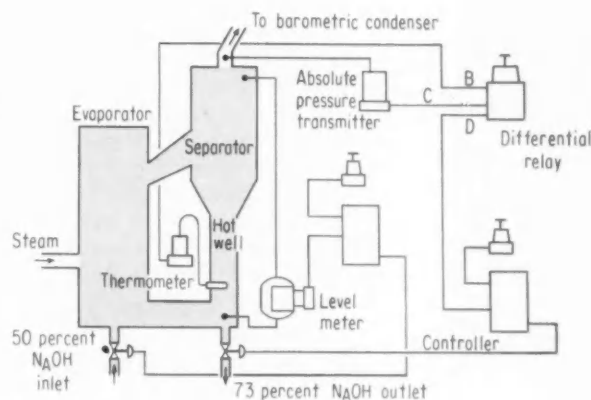 To barometric condenser
Evaporator
Separator
Absolute
pressure
transmitter
B
C
D
Differential
relay
Hot
well
Steam
Thermometer
Level
meter
Controller
50 percent
NAOH
inlet
73 percent NAOH outlet